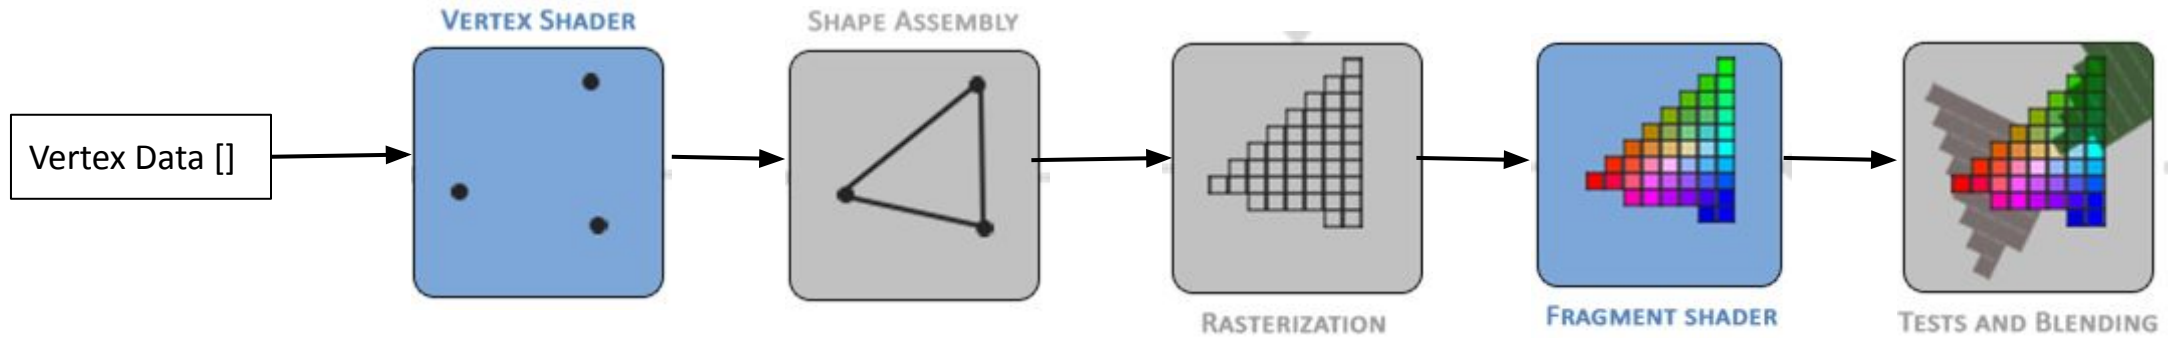 VERTEX SHADER
SHAPE ASSEMBLY
Vertex Data []
RASTERIZATION
FRAGMENT SHADER
TESTS AND BLENDING